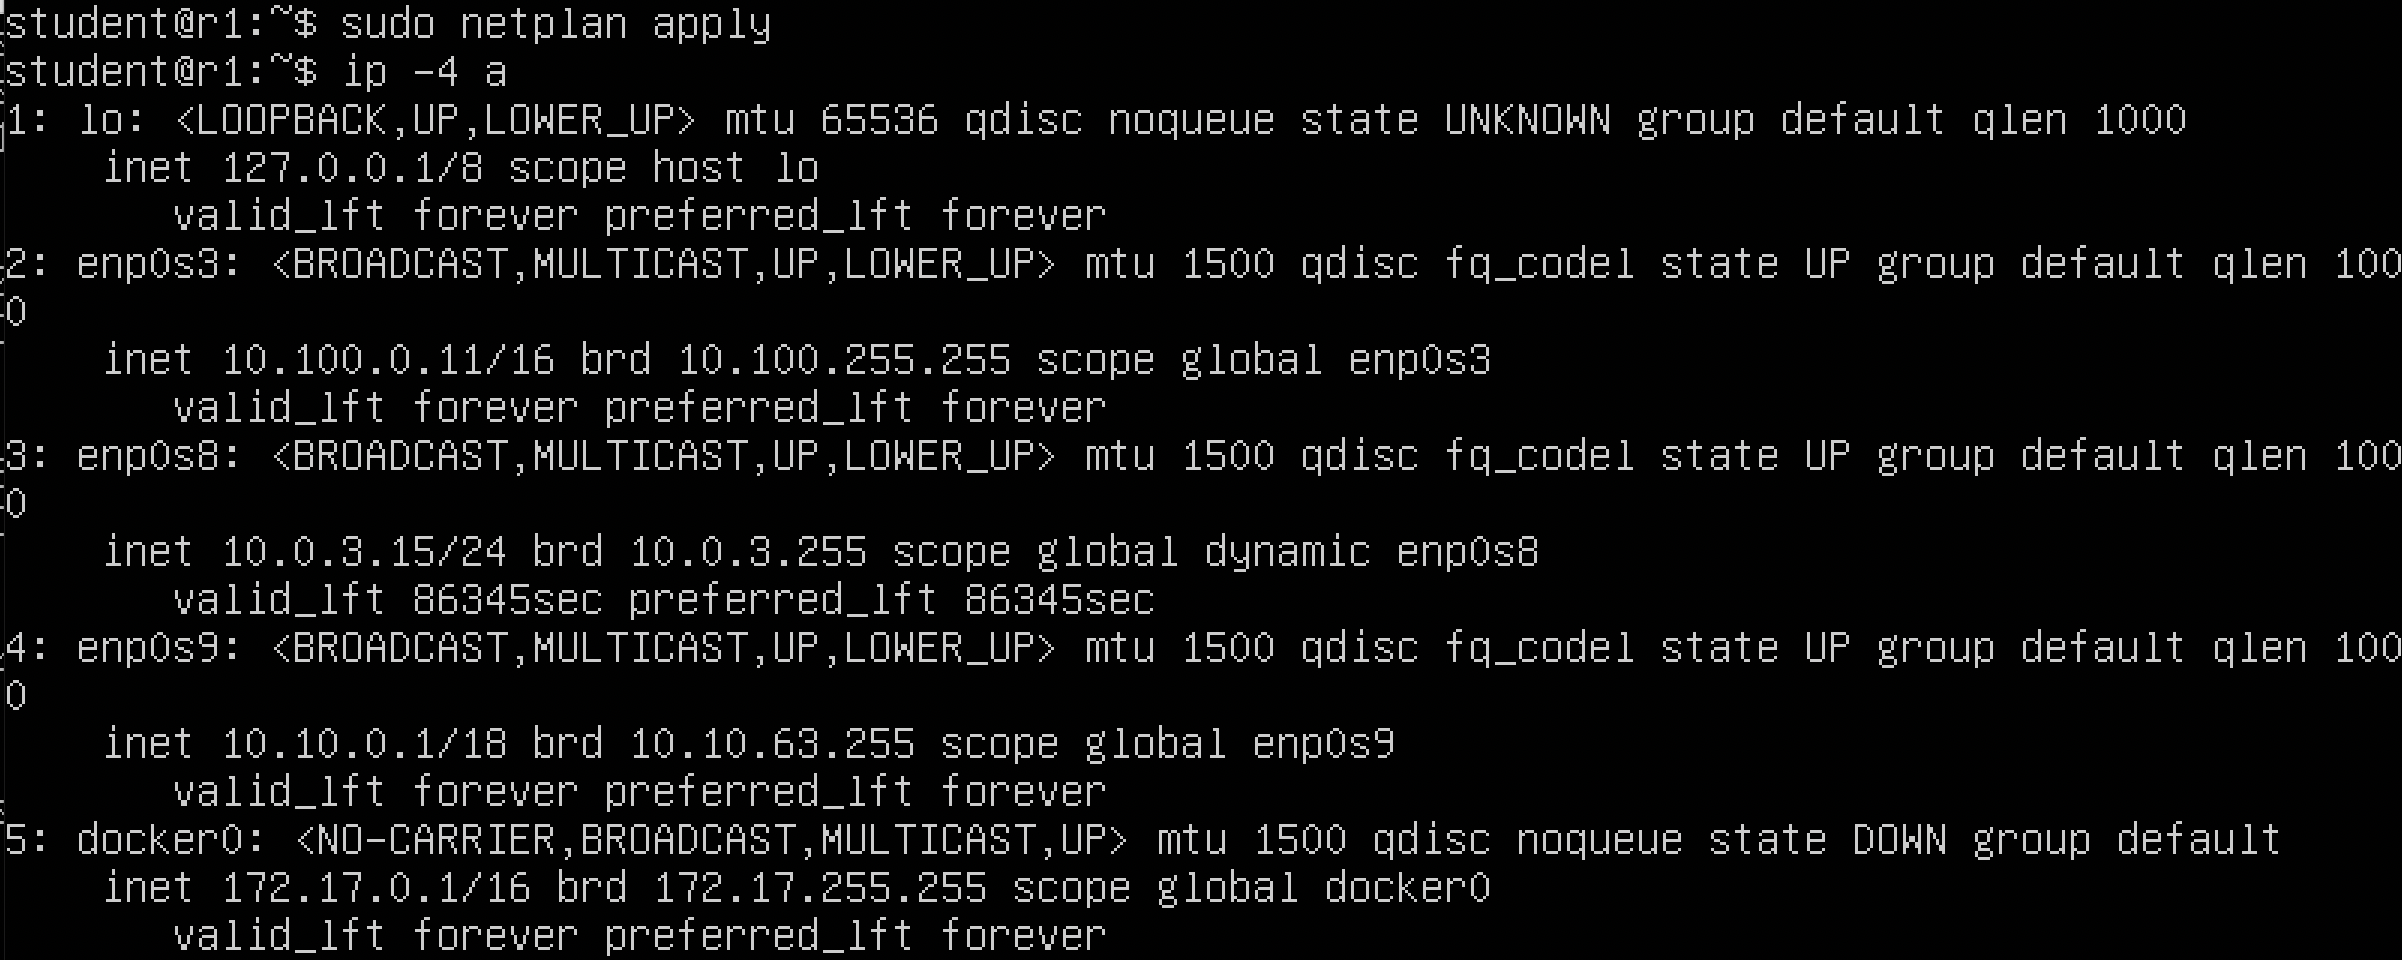 student@r1:~$ sudo netplan apply
student@r1:~$ ip -4 a
1: lo: <LOOPBACK,UP,LOWER_UP> mtu 65536 qdisc noqueue state UNKNOWN group default qlen 1000
    inet 127.0.0.1/8 scope host lo
       valid_lft forever preferred_lft forever
2: enp0s3: <BROADCAST,MULTICAST,UP,LOWER_UP> mtu 1500 qdisc fq_codel state UP group default qlen 100
0
    inet 10.100.0.11/16 brd 10.100.255.255 scope global enp0s3
       valid_lft forever preferred_lft forever
3: enp0s8: <BROADCAST,MULTICAST,UP,LOWER_UP> mtu 1500 qdisc fq_codel state UP group default qlen 100
0
    inet 10.0.3.15/24 brd 10.0.3.255 scope global dynamic enp0s8
       valid_lft 86345sec preferred_lft 86345sec
4: enp0s9: <BROADCAST,MULTICAST,UP,LOWER_UP> mtu 1500 qdisc fq_codel state UP group default qlen 100
0
    inet 10.10.0.1/18 brd 10.10.63.255 scope global enp0s9
       valid_lft forever preferred_lft forever
5: docker0: <NO-CARRIER,BROADCAST,MULTICAST,UP> mtu 1500 qdisc noqueue state DOWN group default
    inet 172.17.0.1/16 brd 172.17.255.255 scope global docker0
       valid_lft forever preferred_lft forever